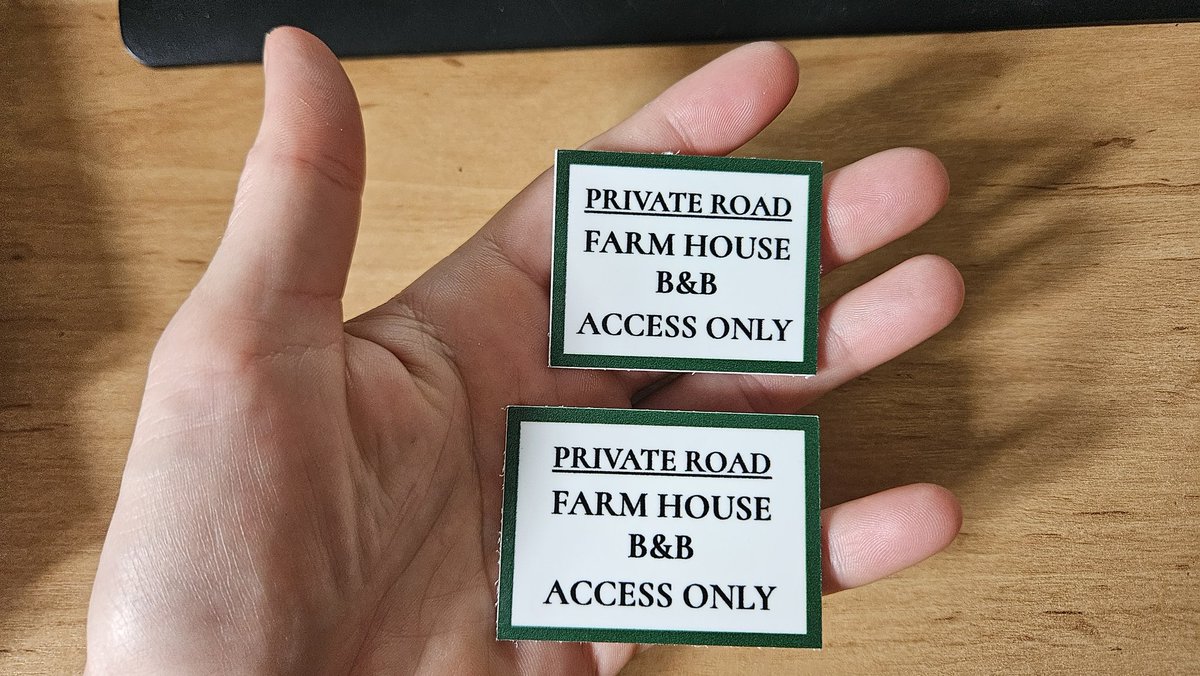 PRIVATE ROAD
FARM HOUSE
B&B
ACCESS ONLY
PRIVATE ROAD
FARM HOUSE
B&B
ACCESS ONLY